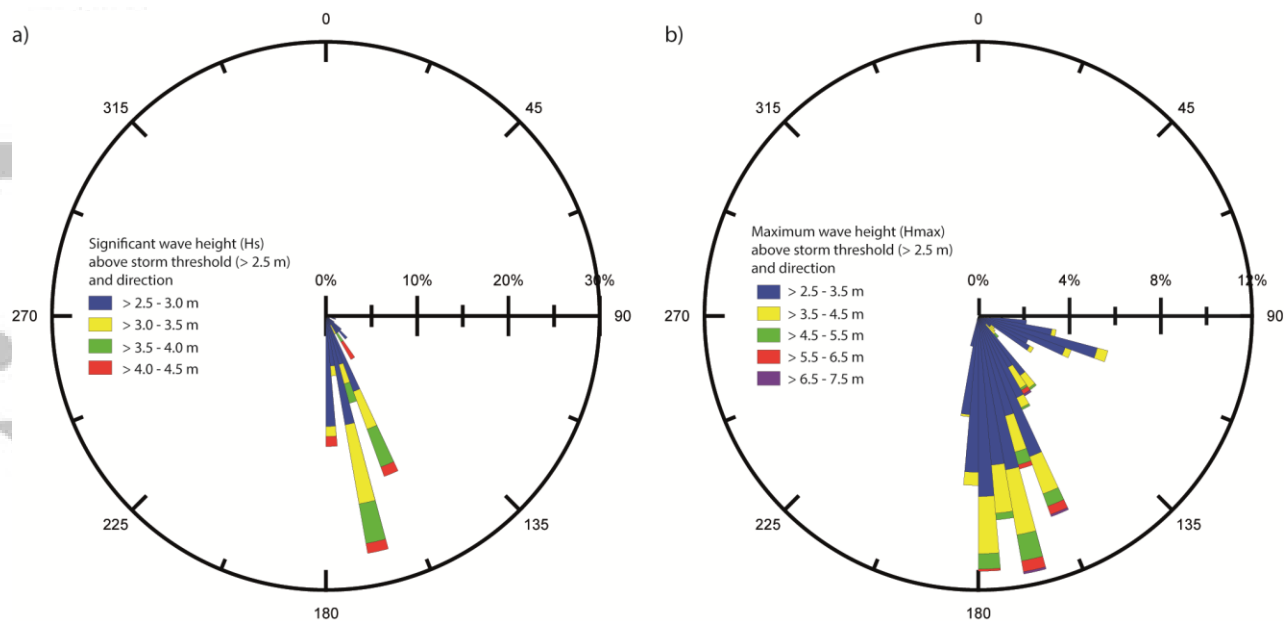 a)
0
45
90
135
180
225
270
315
0%
10%
20%
30%
Significant wave height (Hs)
above storm threshold (> 2.5 m)
and direction
> 2.5 - 3.0 m
> 3.0 - 3.5 m
> 3.5 - 4.0 m
> 4.0 - 4.5 m
b)
0
45
90
135
180
225
270
315
0%
4%
8%
12%
Maximum wave height (Hmax)
above storm threshold (> 2.5 m)
and direction
> 2.5 - 3.5 m
> 3.5 - 4.5 m
> 4.5 - 5.5 m
> 5.5 - 6.5 m
> 6.5 - 7.5 m